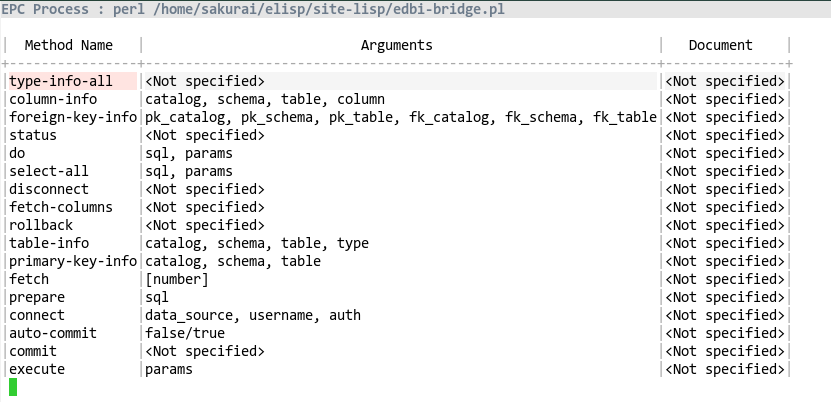 EPC Process : perl /home/sakurai/elisp/site-lisp/edbi-bridge.pl
| Method Name | Arguments | Document |
+----------------+----------------------------------------------------------------+---------------+
|type-info-all |<Not specified> |<Not specified>|
|column-info |catalog, schema, table, column |<Not specified>|
|foreign-key-info|pk_catalog, pk_schema, pk_table, fk_catalog, fk_schema, fk_table|<Not specified>|
|status |<Not specified> |<Not specified>|
|do |sql, params |<Not specified>|
|select-all |sql, params |<Not specified>|
|disconnect |<Not specified> |<Not specified>|
|fetch-columns |<Not specified> |<Not specified>|
|rollback |<Not specified> |<Not specified>|
|table-info |catalog, schema, table, type |<Not specified>|
|primary-key-info|catalog, schema, table |<Not specified>|
|fetch |[number] |<Not specified>|
|prepare |sql |<Not specified>|
|connect |data_source, username, auth |<Not specified>|
|auto-commit |false/true |<Not specified>|
|commit |<Not specified> |<Not specified>|
|execute |params |<Not specified>|